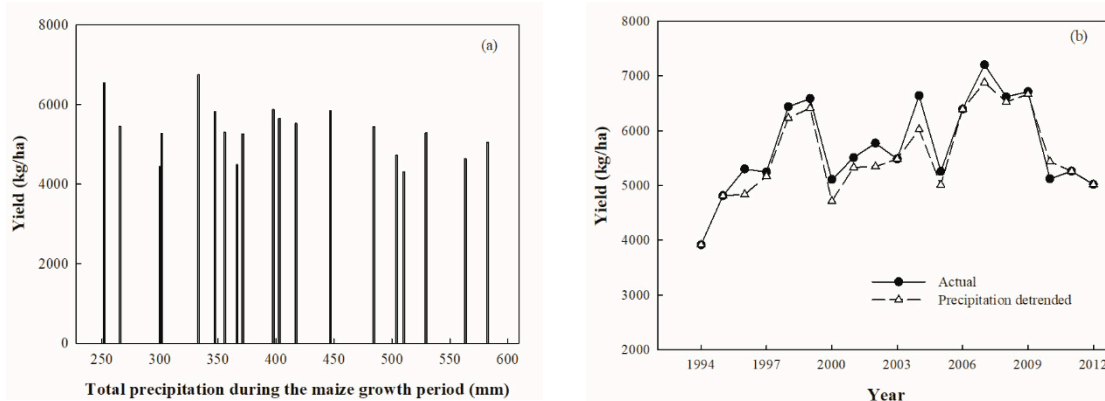 (a)
Yield (kg/ha)
8000
6000
4000
2000
0
250 300 350 400 450 500 550 600
Total precipitation during the maize growth period (mm)
(b)
Yield (kg/ha)
8000
7000
6000
5000
4000
3000
2000
Actual
Precipitation detrended
1994 1997 2000 2003 2006 2009 2012
Year